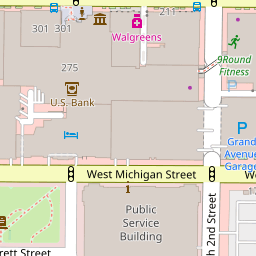 301
301
211
Walgreens
9Round
Fitness
275
U.S. Bank
P
Grand
Avenue
Garage
West Michigan Street
We
1
Public
Service
Building
h 2nd Street
rett Street